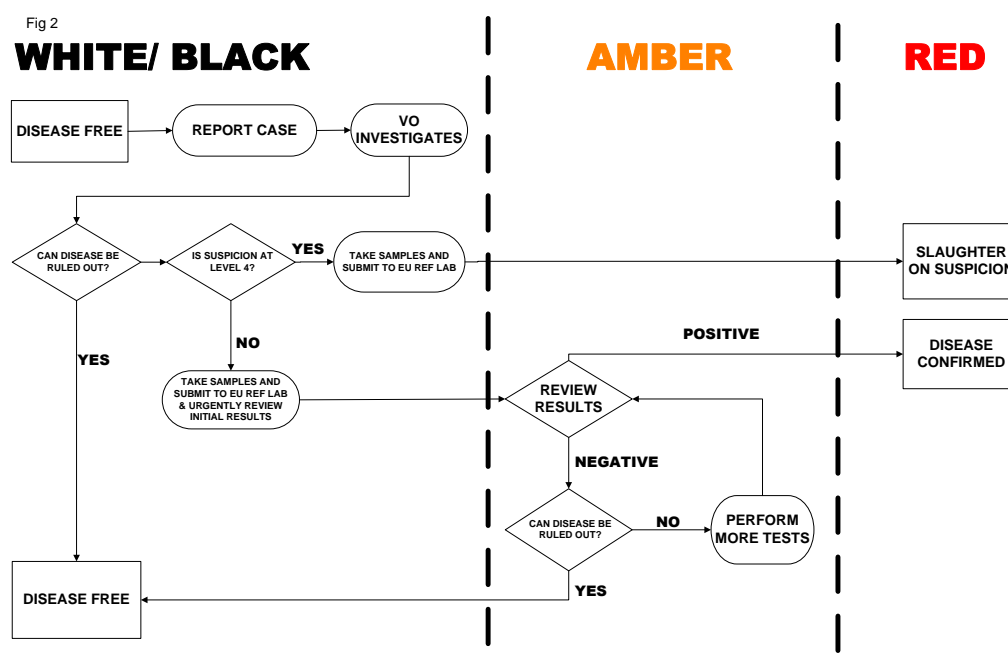 Fig 2
WHITE/ BLACK
AMBER
RED
DISEASE FREE
REPORT CASE
VO
INVESTIGATES
CAN DISEASE BE
RULED OUT?
IS SUSPICION AT
LEVEL 4?
YES
TAKE SAMPLES AND
SUBMIT TO EU REF LAB
SLAUGHTER
ON SUSPICION
YES
NO
POSITIVE
DISEASE
CONFIRMED
TAKE SAMPLES AND
SUBMIT TO EU REF LAB
& URGENTLY REVIEW
INITIAL RESULTS
REVIEW
RESULTS
NEGATIVE
CAN DISEASE BE
RULED OUT?
NO
PERFORM
MORE TESTS
YES
DISEASE FREE